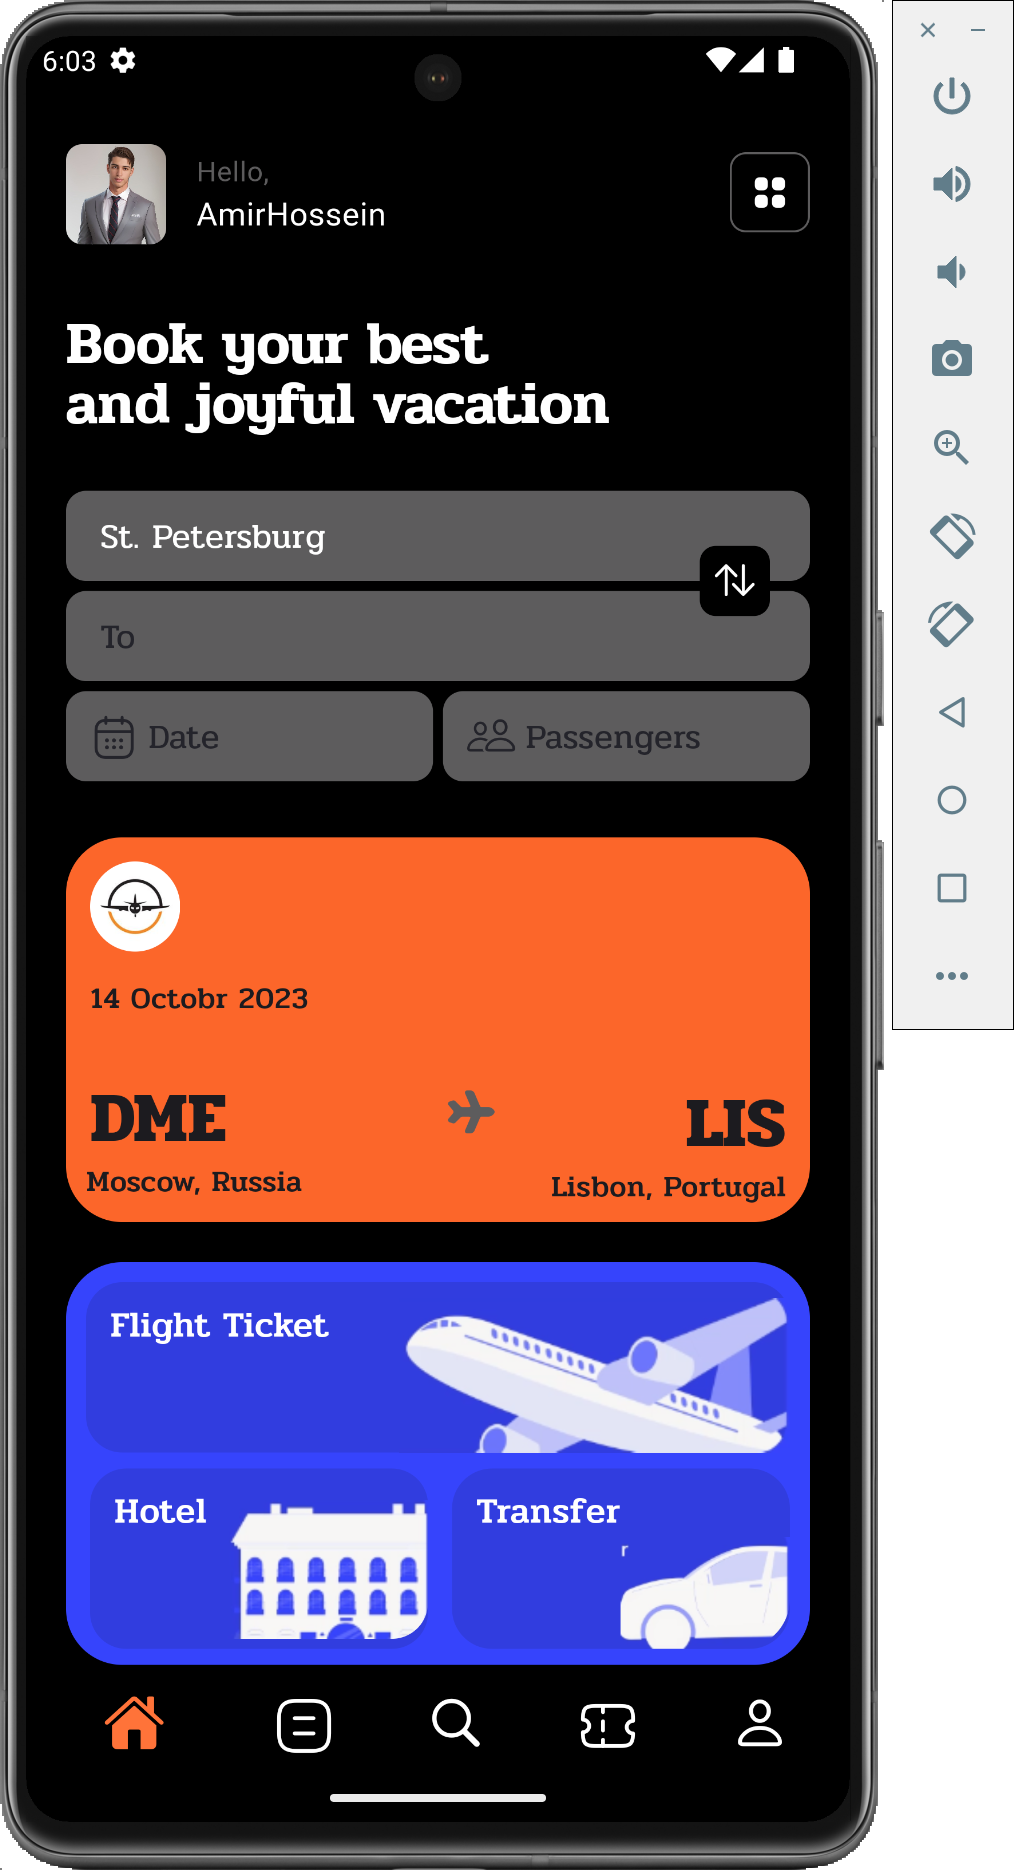 6:03
Hello,
AmirHossein
Book your best
and joyful vacation
St. Petersburg
To
Date
Passengers
14 Octobr 2023
DME
LIS
Moscow, Russia
Lisbon, Portugal
Flight Ticket
Hotel
Transfer
r